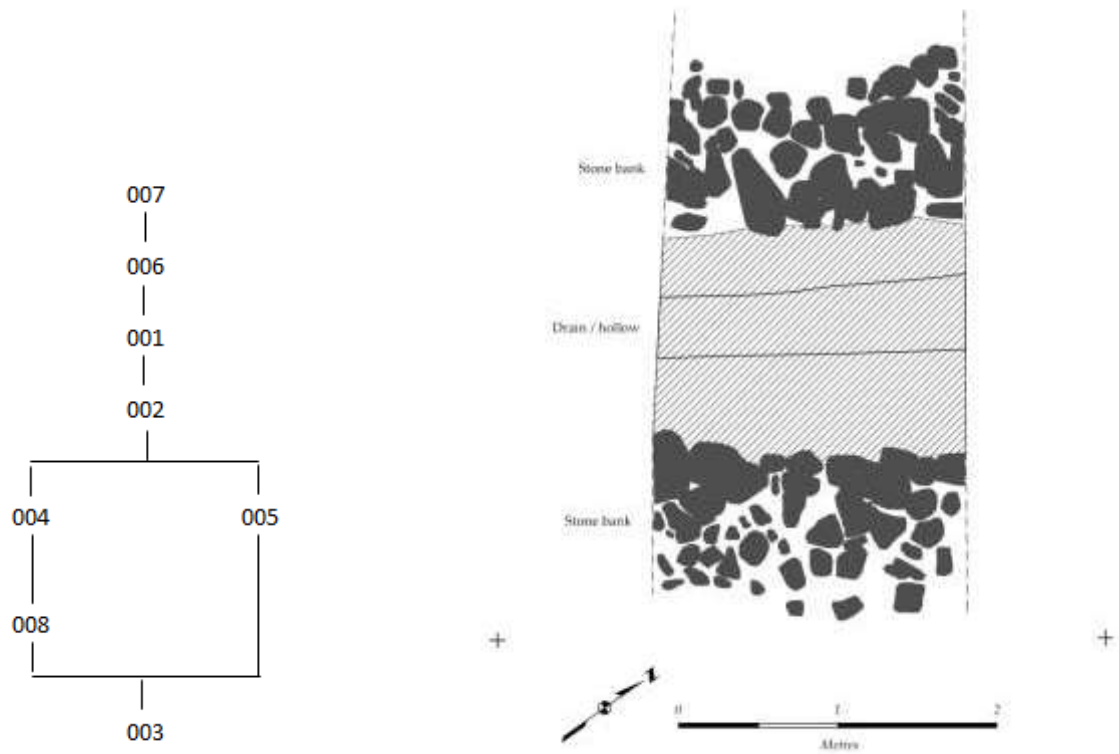 007
006
001
002
004 005
008
003
Stone bank
Drain / hollow
Stone bank
Z
0 1 2
Metres